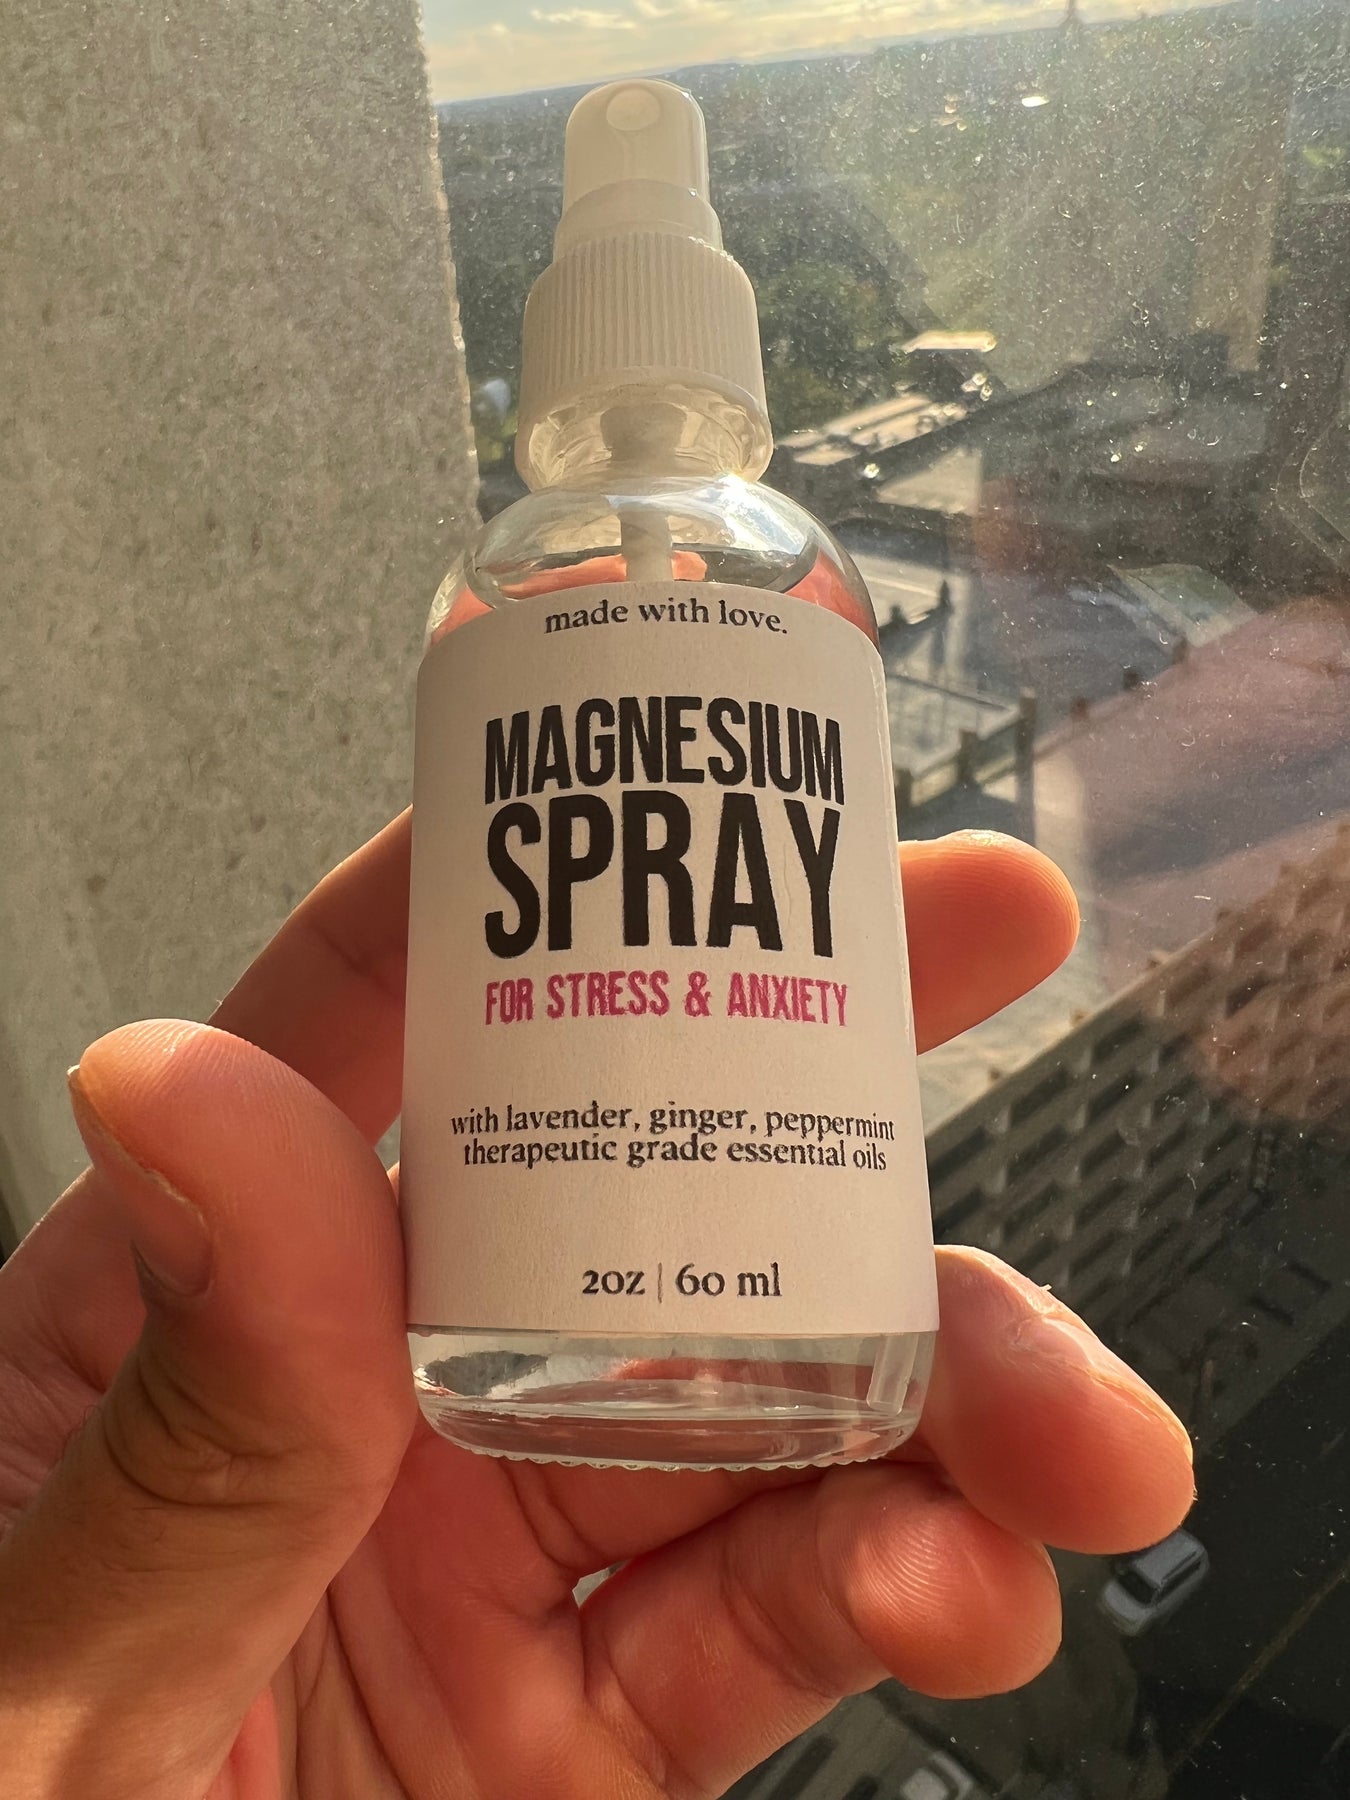 made with love.
MAGNESIUM
SPRAY
FOR STRESS & ANXIETY
with lavender, ginger, peppermint
therapeutic grade essential oils
2oz | 60 ml